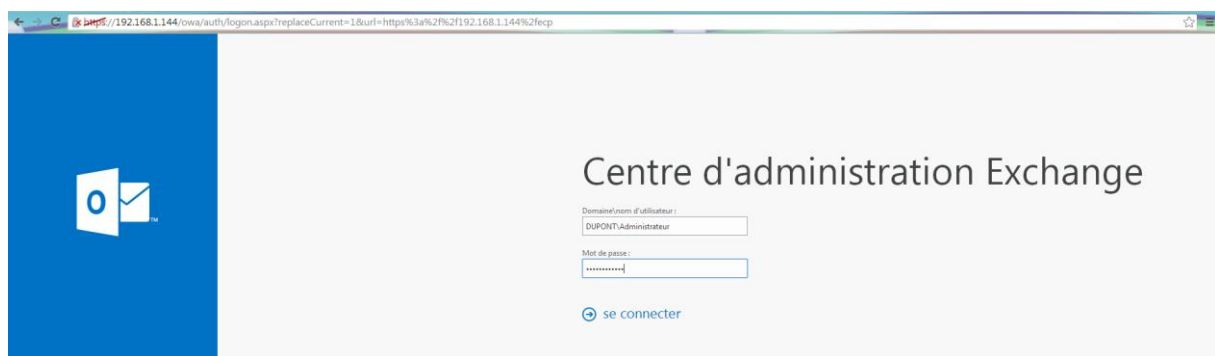 https://192.168.1.144/owa/auth/logon.aspx?replaceCurrent=1&url=https%3a%2f%2f192.168.1.144%2fecp
Centre d'administration Exchange
Domaine\nom d'utilisateur :
DUPONT\Administrateur
Mot de passe :
••••••••••••
O
TM
se connecter